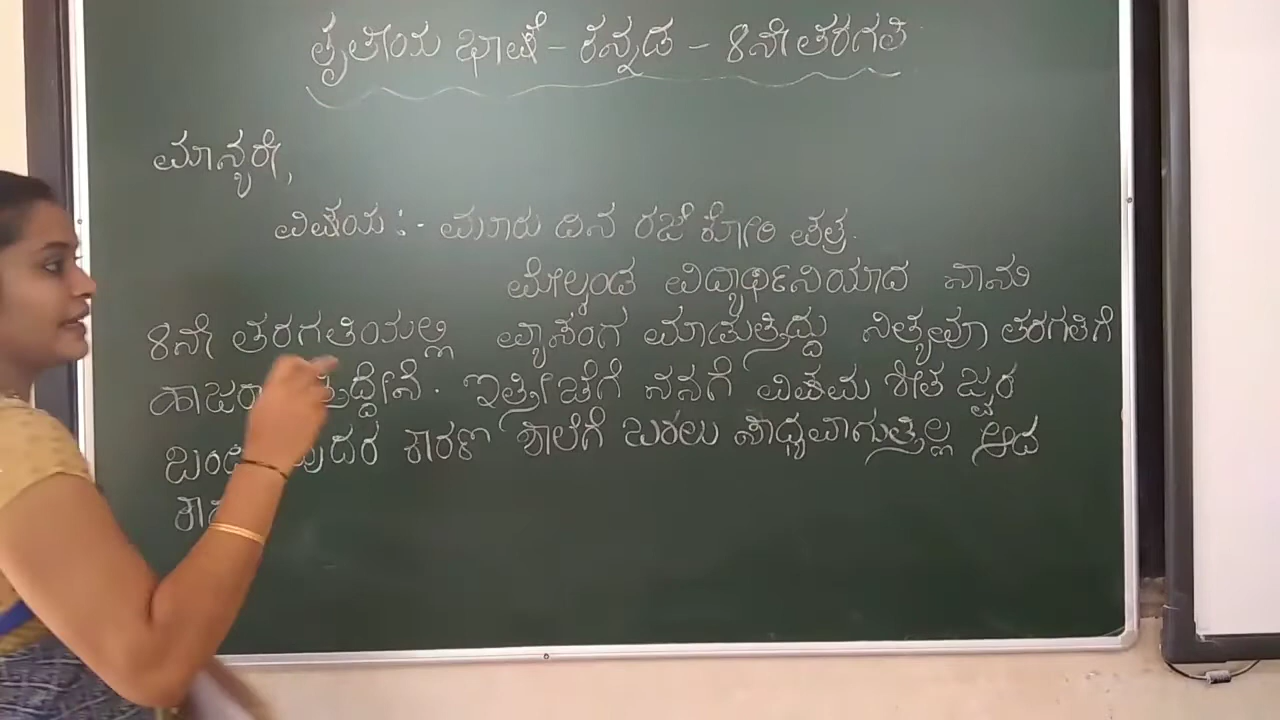 ತೃತೀಯ ಭಾಷೆ - ಕನ್ನಡ - 8ನೇ ತರಗತಿ
ಮಾನ್ಯರೇ,
ವಿಷಯ :- ಮೂರು ದಿನ ರಜೆ ಕೋರಿ ಪತ್ರ.
ಮೇಲ್ಕಂಡ ವಿದ್ಯಾರ್ಥಿನಿಯಾದ ನಾನು
8ನೇ ತರಗತಿಯಲ್ಲಿ ವ್ಯಾಸಂಗ ಮಾಡುತ್ತಿದ್ದು ನಿತ್ಯವೂ ತರಗತಿಗೆ
ಇತ್ತೀಚೆಗೆ ನನಗೆ ವಿಷಮ ಶೀತ ಜ್ವರ
ಕಾರಣ ಶಾಲೆಗೆ ಬರಲು ಸಾಧ್ಯವಾಗುತ್ತಿಲ್ಲ ಆದ